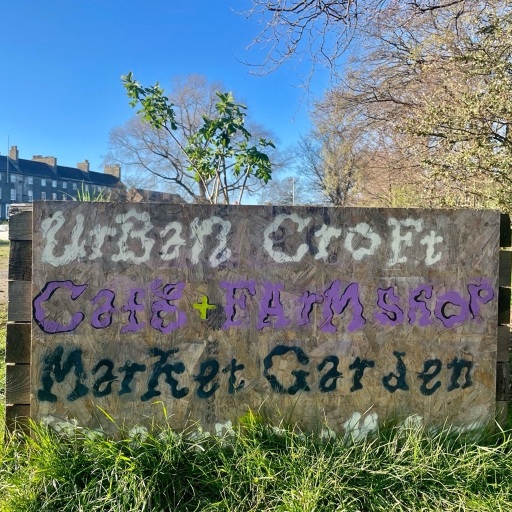 UrBan CroFt
Café + FArMSHOP
Market Garden